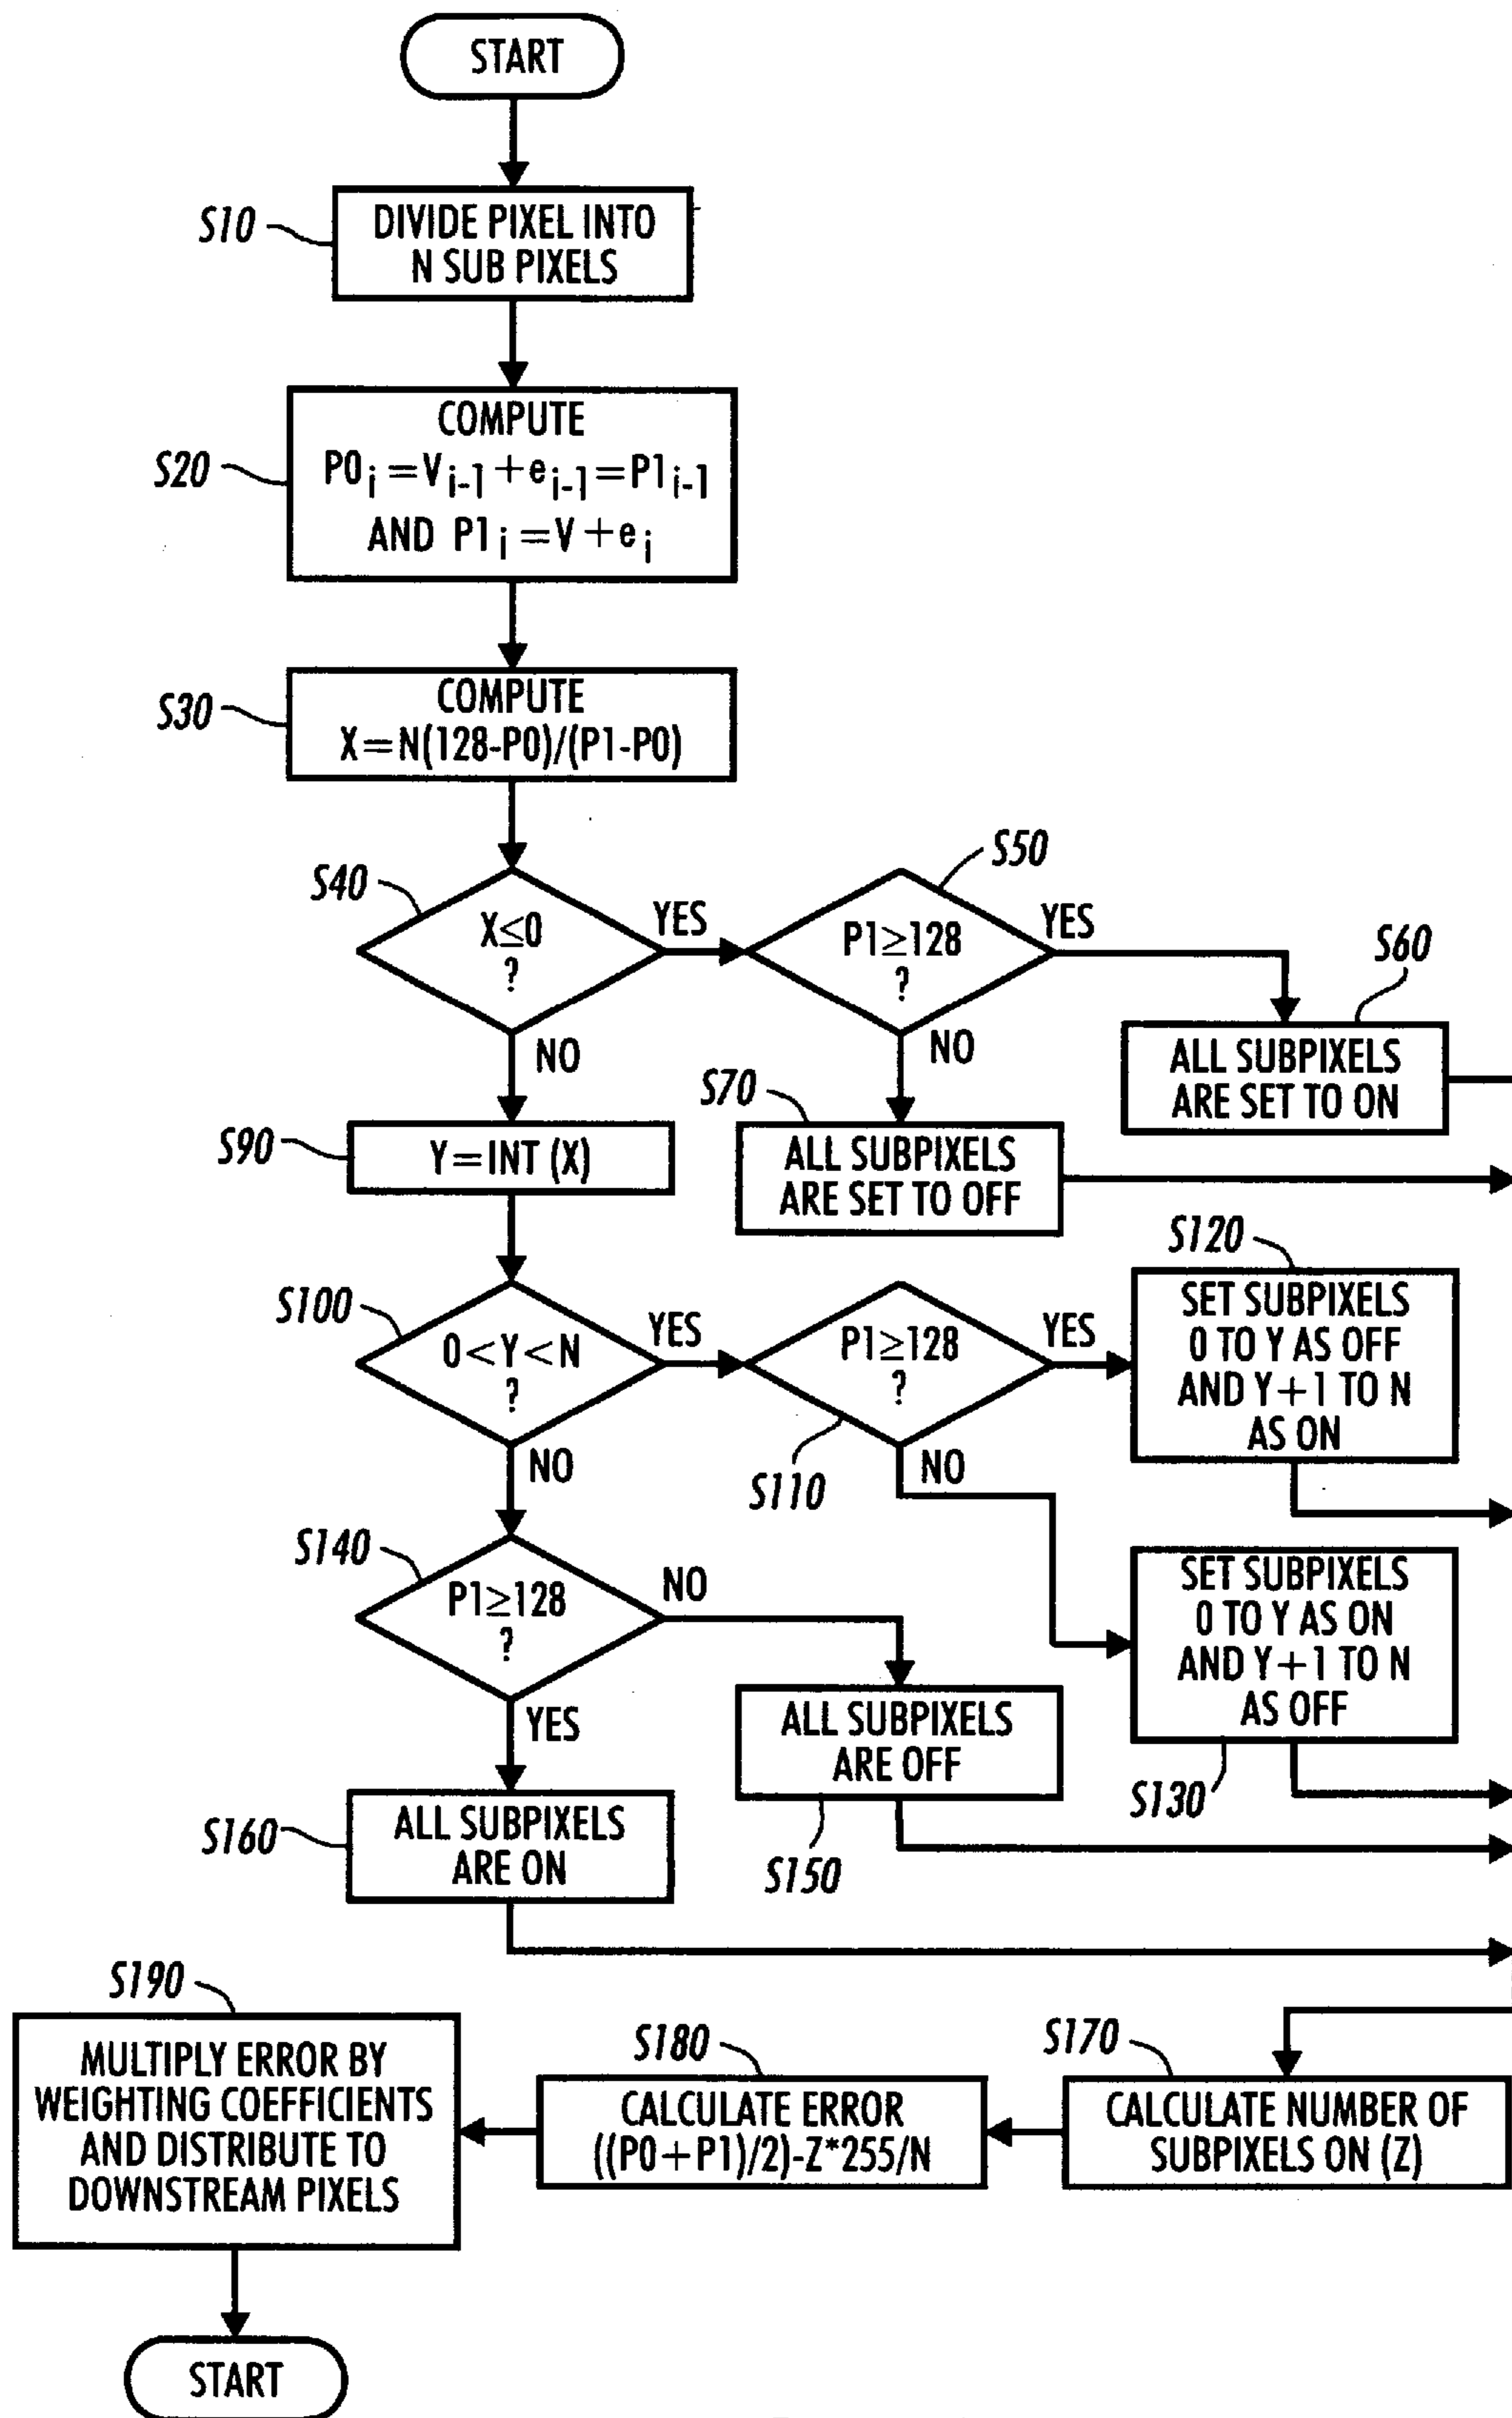 START
S10
DIVIDE PIXEL INTO
N SUB PIXELS
S20
COMPUTE
P0i = Vi-1 + ei-1 = P1i-1
AND P1i = V + ei
S30
COMPUTE
X=N(128-P0)/(P1-P0)
S40
X≤0
?
YES
NO
S50
P1≥128
?
YES
NO
S60
ALL SUBPIXELS
ARE SET TO ON
S70
ALL SUBPIXELS
ARE SET TO OFF
S90
Y=INT (X)
S100
0<Y<N
?
YES
NO
P1≥128
?
S110
YES
NO
S120
SET SUBPIXELS
0 TO Y AS OFF
AND Y+1 TO N
AS ON
S140
P1≥128
?
NO
YES
SET SUBPIXELS
0 TO Y AS ON
AND Y+1 TO N
AS OFF
S130
ALL SUBPIXELS
ARE OFF
S150
S160
ALL SUBPIXELS
ARE ON
S170
CALCULATE NUMBER OF
SUBPIXELS ON (Z)
S180
CALCULATE ERROR
((P0+P1)/2)-Z*255/N
S190
MULTIPLY ERROR BY
WEIGHTING COEFFICIENTS
AND DISTRIBUTE TO
DOWNSTREAM PIXELS
START